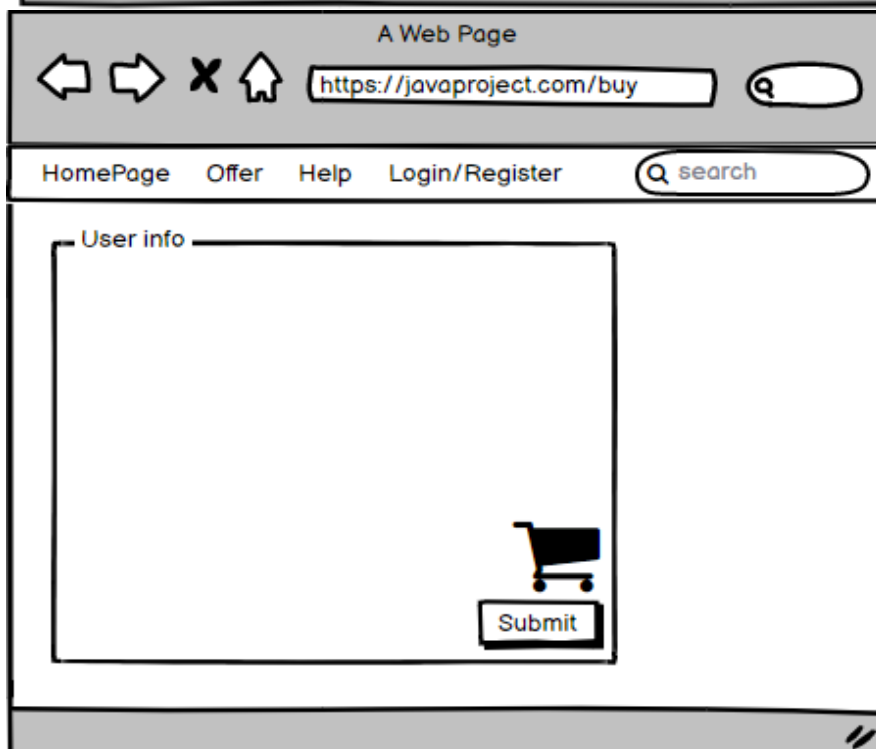 A Web Page
https://javaproject.com/buy
HomePage Offer Help Login/Register search
User info
Submit